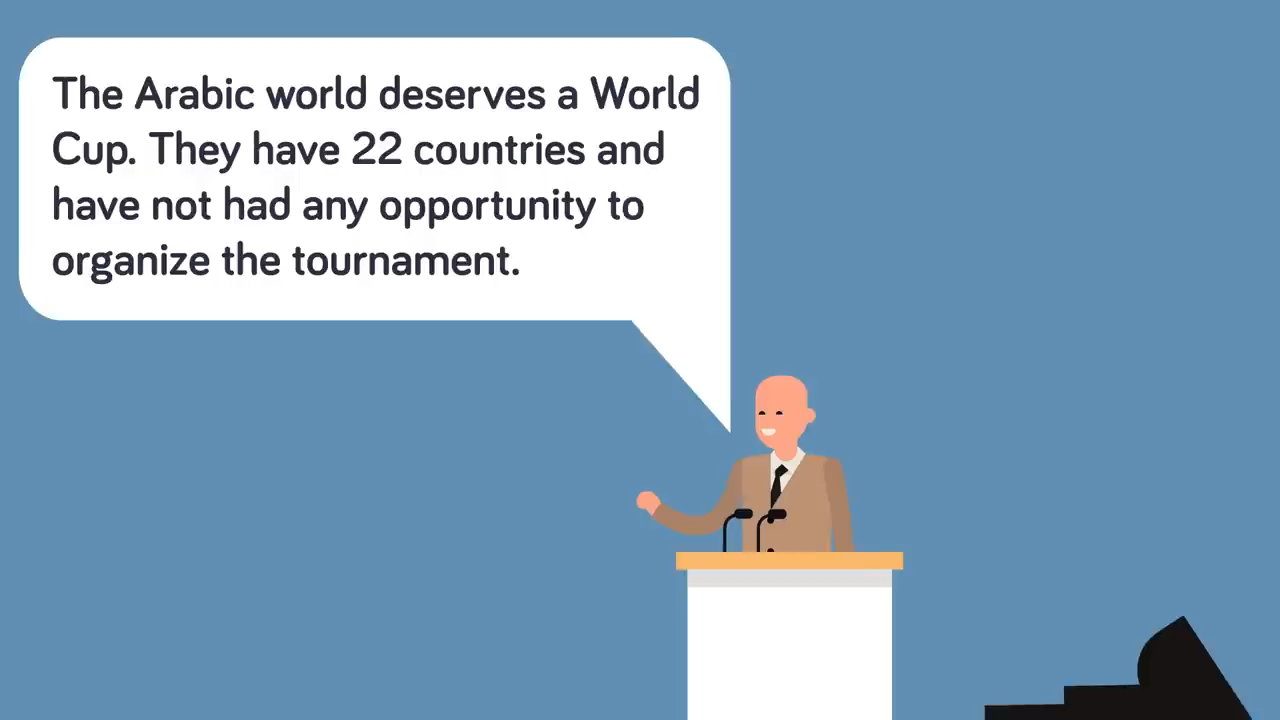 The Arabic world deserves a World
Cup. They have 22 countries and
have not had any opportunity to
organize the tournament.